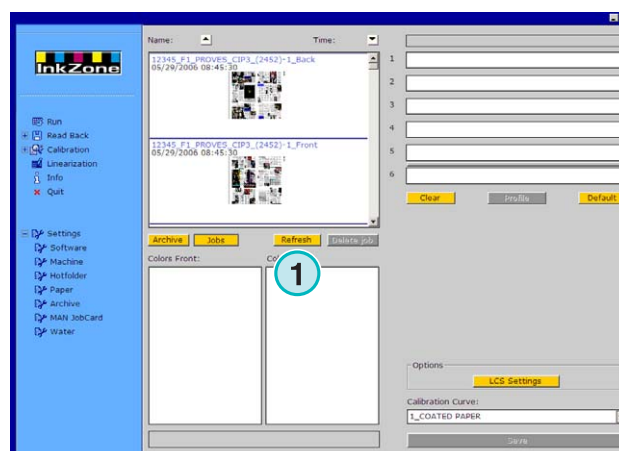 InkZone
Run
Read Back
Calibration
Linearization
Info
Quit
Settings
Software
Machine
Hotfolder
Paper
Archive
MAN JobCard
Water
Name:
Time:
12345_F1_PROVES_CIP3_(2452)-1_Back
05/29/2006 08:45:30
12345_F1_PROVES_CIP3_(2452)-1_Front
05/29/2006 08:45:30
Archive Jobs Refresh Delete job
Colors Front:
1
1
2
3
4
5
6
Clear Profile Default
Options
LCS Settings
Calibration Curve:
1_COATED PAPER
Save